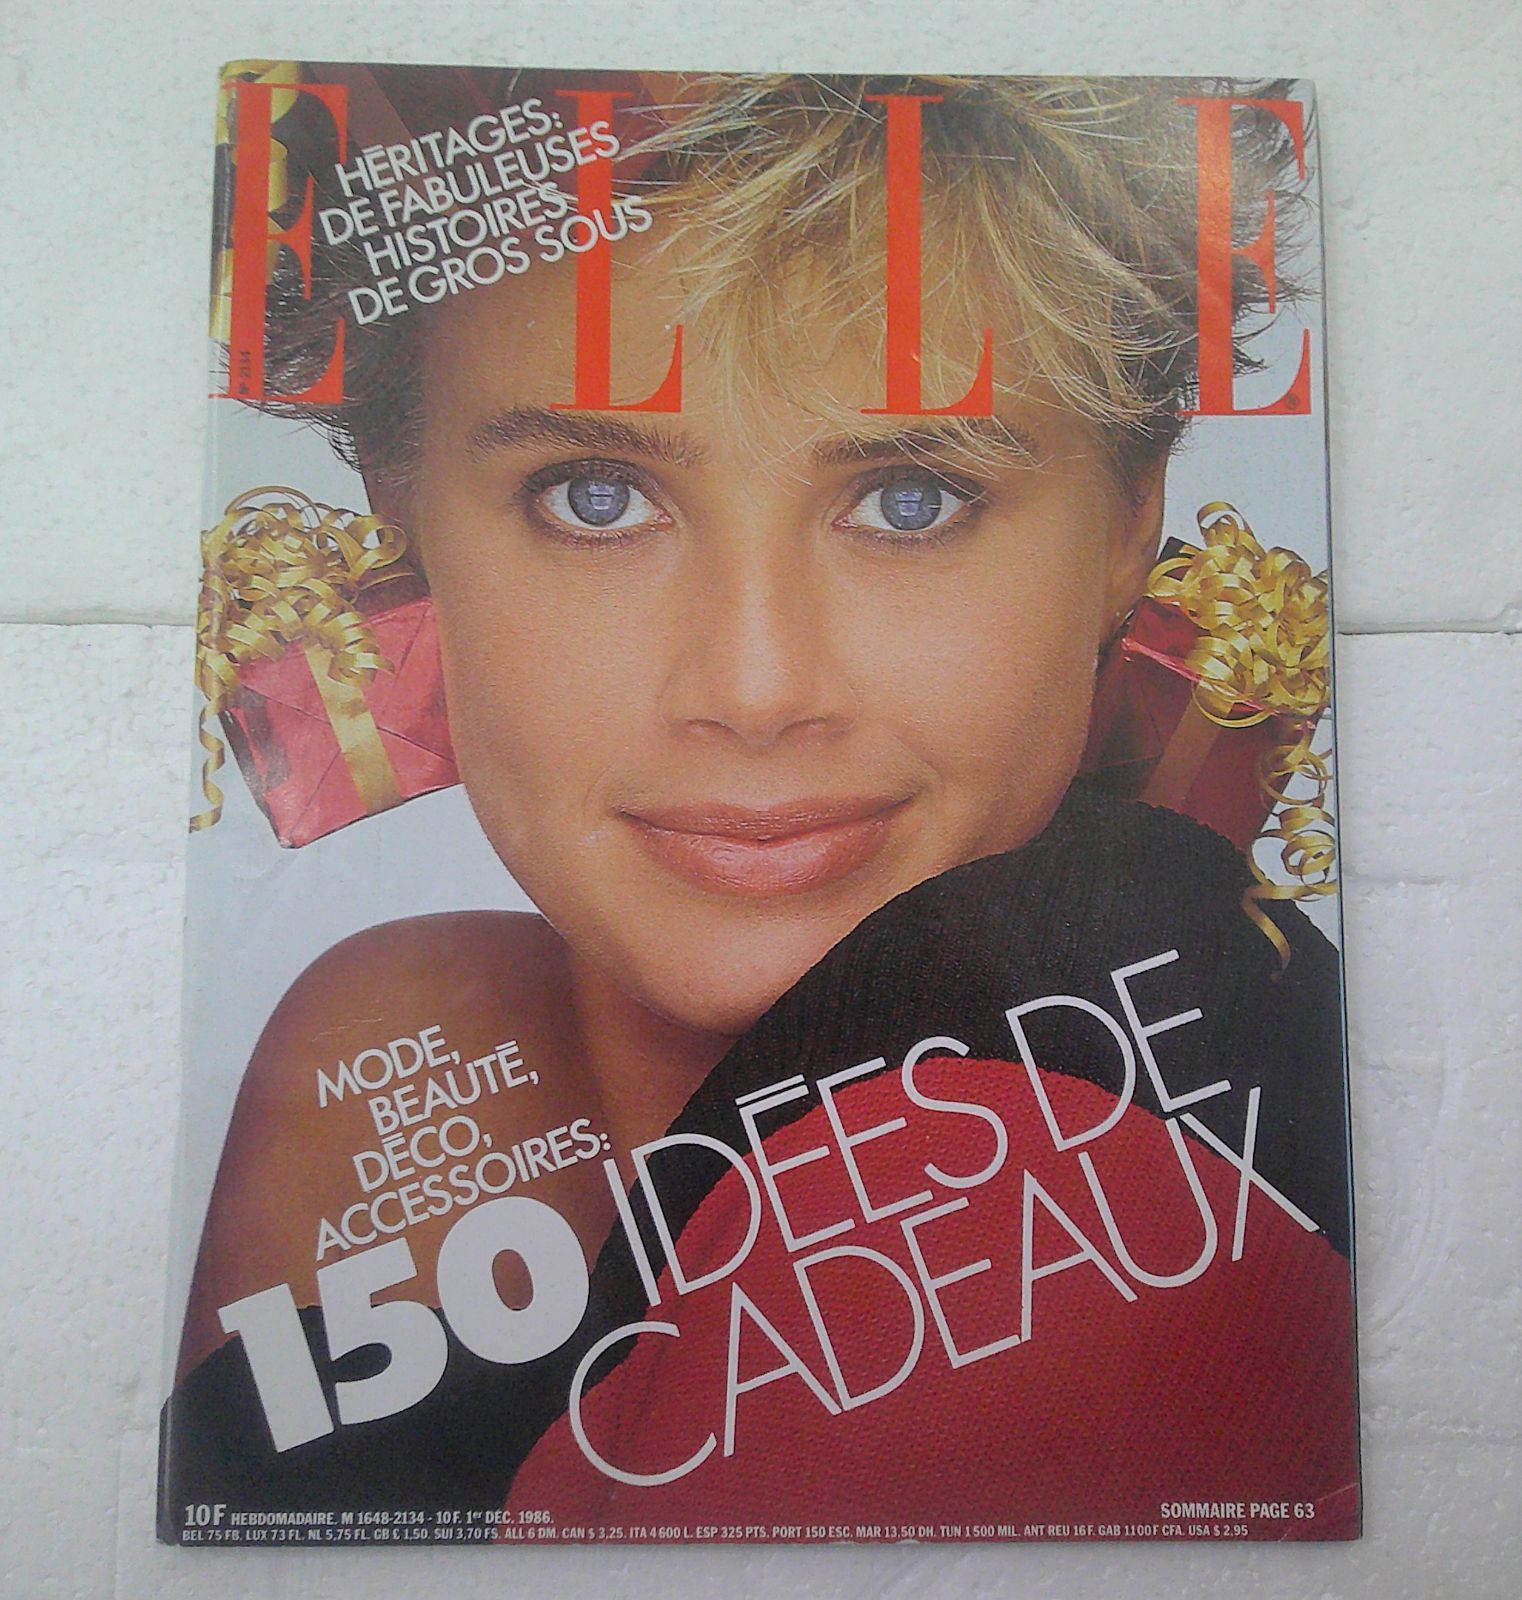 ELLE
HÉRITAGES:
DE FABULEUSES
HISTOIRES
DE GROS SOUS
N° 2134
MODE,
BEAUTÉ,
DÉCO,
ACCESSOIRES:
150 IDÉES DE
CADEAUX
10F HEBDOMADAIRE. M 1648-2134 - 10 F. 1er DÉC. 1986.
SOMMAIRE PAGE 63
BEL 75 FB. LUX 73 FL. NL 5,75 FL. GB £ 1,50. SUI 3,70 FS. ALL 6 DM. CAN $ 3,25. ITA 4 600 L. ESP 325 PTS. PORT 150 ESC. MAR 13,50 DH. TUN 1 500 MIL. ANT REU 16 F. GAB 1100 F CFA. USA $ 2,95